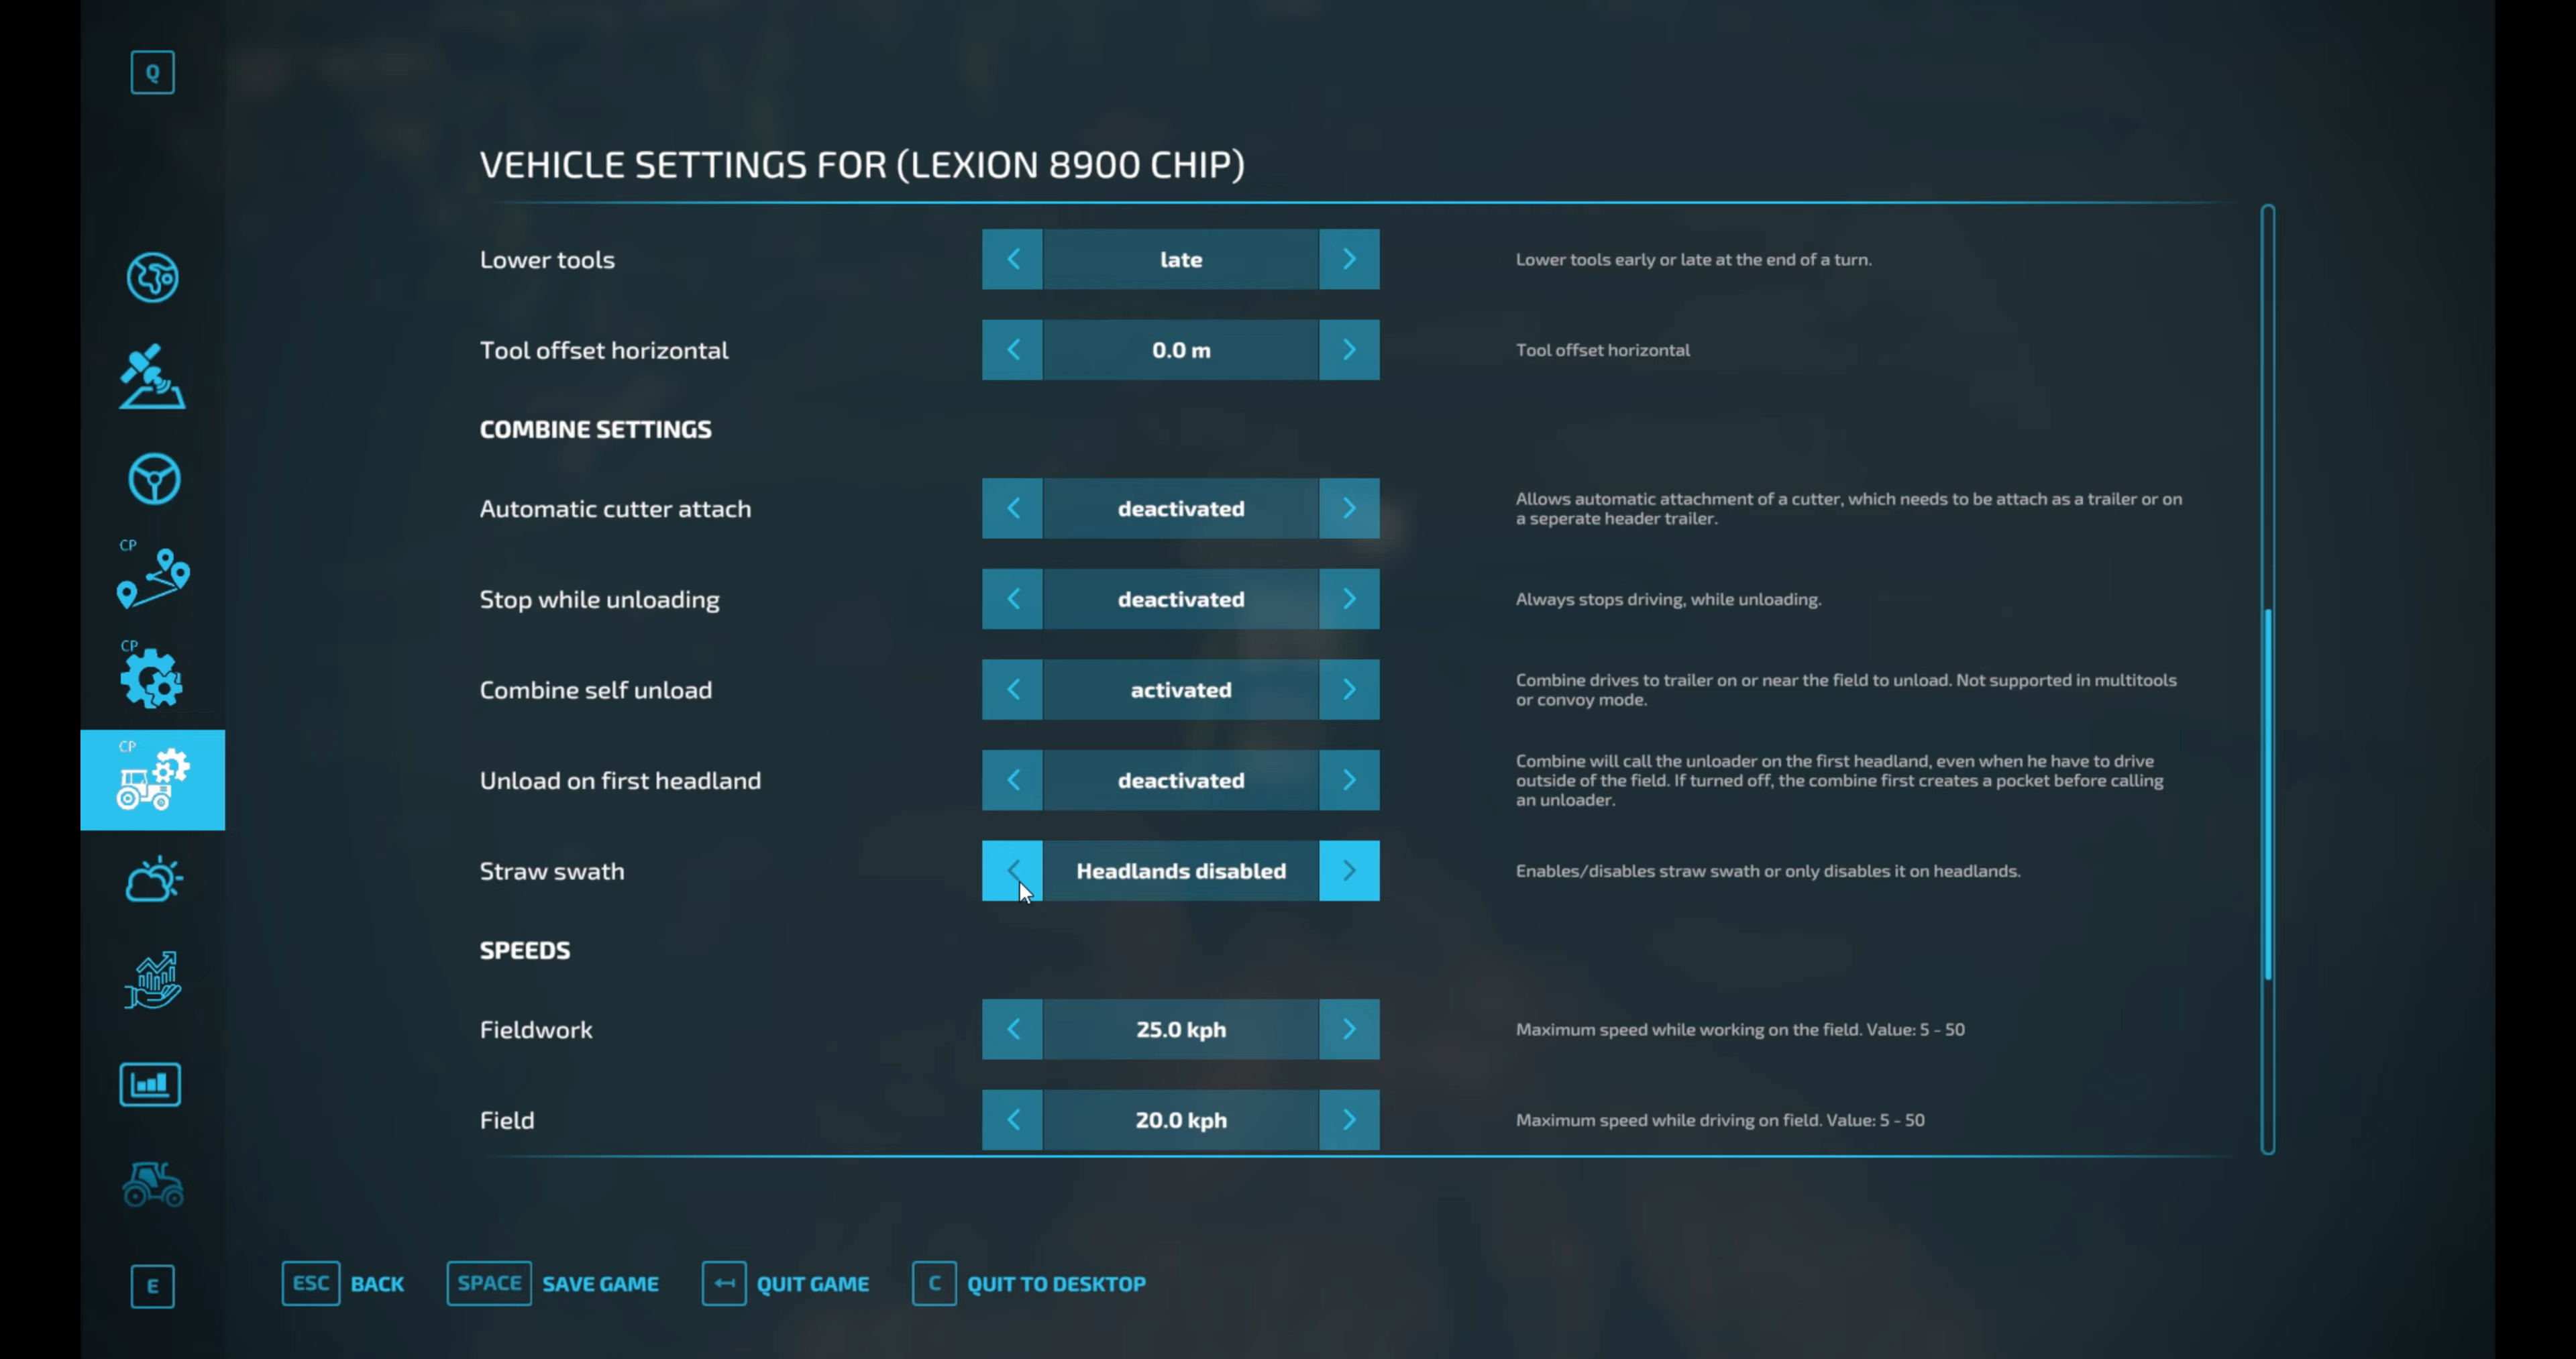 Q
VEHICLE SETTINGS FOR (LEXION 8900 CHIP)
Lower tools
late
Lower tools early or late at the end of a turn.
Tool offset horizontal
0.0 m
Tool offset horizontal
COMBINE SETTINGS
Automatic cutter attach
deactivated
Allows automatic attachment of a cutter, which needs to be attach as a trailer or on
a seperate header trailer.
Stop while unloading
deactivated
Always stops driving, while unloading.
Combine self unload
activated
Combine drives to trailer on or near the field to unload. Not supported in multitools
or convoy mode.
Unload on first headland
deactivated
Combine will call the unloader on the first headland, even when he have to drive
outside of the field. If turned off, the combine first creates a pocket before calling
an unloader.
Straw swath
Headlands disabled
Enables/disables straw swath or only disables it on headlands.
SPEEDS
Fieldwork
25.0 kph
Maximum speed while working on the field. Value: 5 - 50
Field
20.0 kph
Maximum speed while driving on field. Value: 5 - 50
CP
CP
CP
E
ESC BACK
SPACE SAVE GAME
QUIT GAME
C QUIT TO DESKTOP